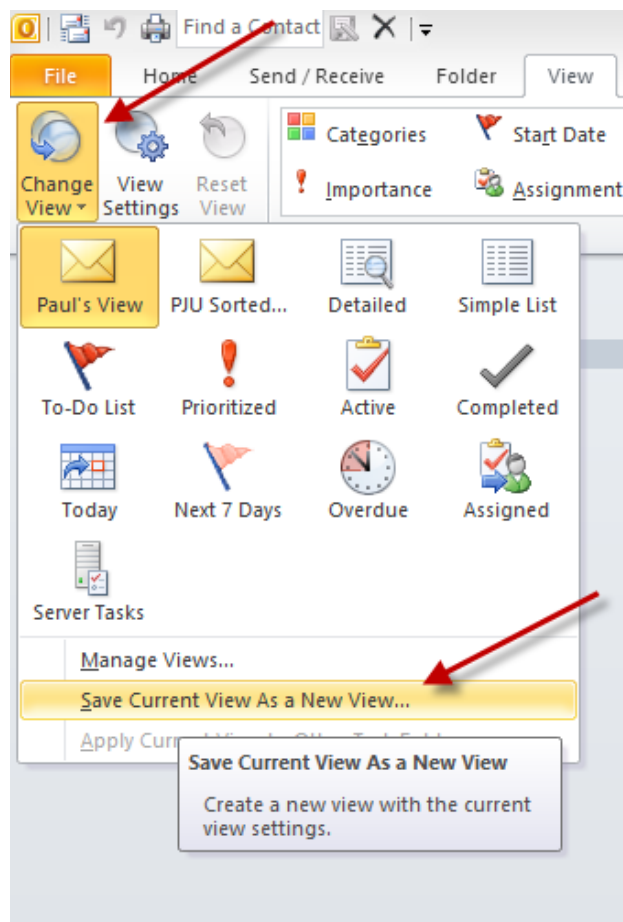 Find a Contact
File Home Send / Receive Folder View
Change View
View Settings
Reset View
Categories
Start Date
Importance
Assignment
Paul's View PJU Sorted... Detailed Simple List
To-Do List Prioritized Active Completed
Today Next 7 Days Overdue Assigned
Server Tasks
Manage Views...
Save Current View As a New View...
Apply
Save Current View As a New View
Create a new view with the current
view settings.